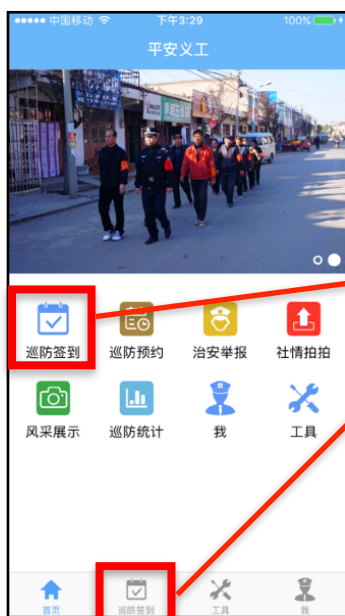 中国移动 下午3:29 100%
平安义工
巡防签到 巡防预约 治安举报 社情拍拍
风采展示 巡防统计 我 工具
首页 巡防签到 工具 我